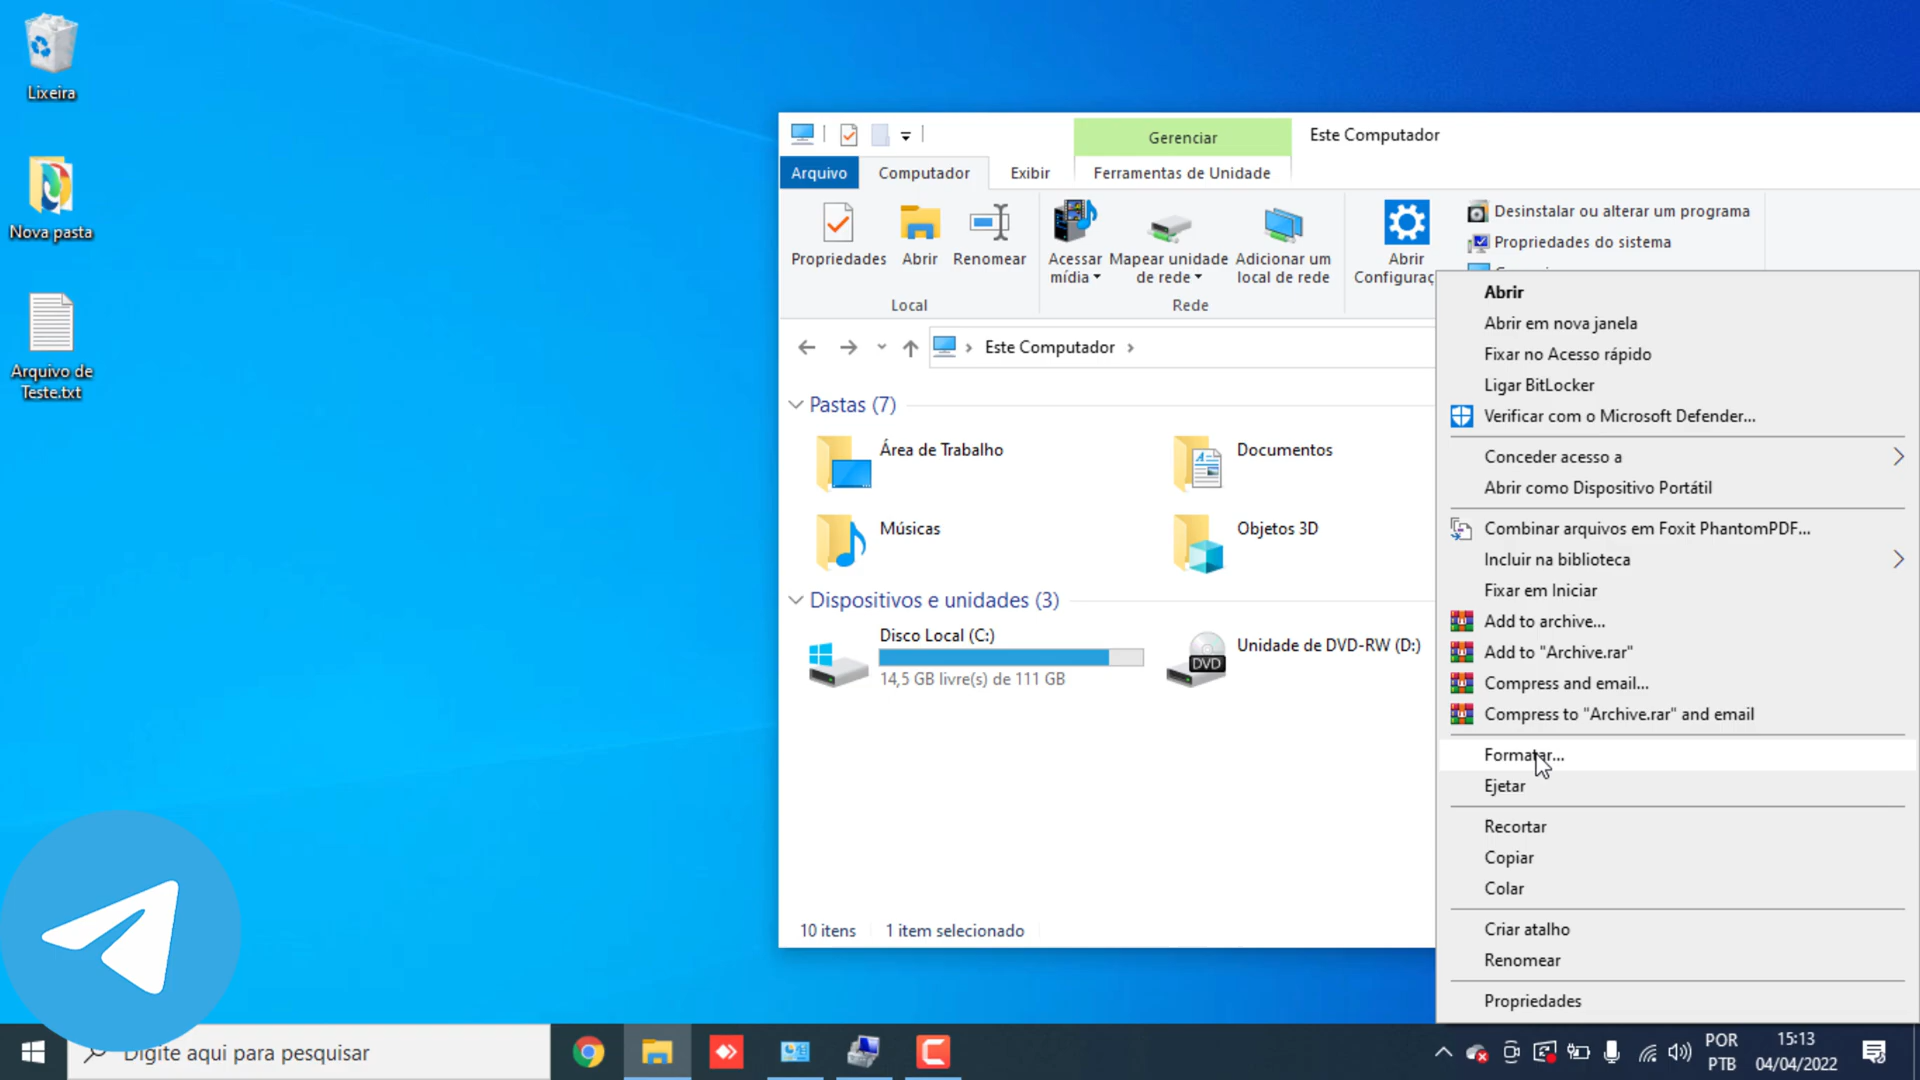 Lixeira
Nova pasta
Arquivo de
Teste.txt
Gerenciar
Este Computador
Arquivo
Computador
Exibir
Ferramentas de Unidade
Propriedades
Abrir
Renomear
Acessar
mídia
Mapear unidade
de rede
Adicionar um
local de rede
Abrir
Configuraç
Desinstalar ou alterar um programa
Propriedades do sistema
Local
Rede
Este Computador
Pastas (7)
Área de Trabalho
Documentos
Músicas
Objetos 3D
Dispositivos e unidades (3)
Disco Local (C:)
14,5 GB livre(s) de 111 GB
DVD
Unidade de DVD-RW (D:)
10 itens
1 item selecionado
Abrir
Abrir em nova janela
Fixar no Acesso rápido
Ligar BitLocker
Verificar com o Microsoft Defender...
Conceder acesso a
Abrir como Dispositivo Portátil
Combinar arquivos em Foxit PhantomPDF...
Incluir na biblioteca
Fixar em Iniciar
Add to archive...
Add to "Archive.rar"
Compress and email...
Compress to "Archive.rar" and email
Formatar...
Ejetar
Recortar
Copiar
Colar
Criar atalho
Renomear
Propriedades
Digite aqui para pesquisar
POR
PTB
15:13
04/04/2022